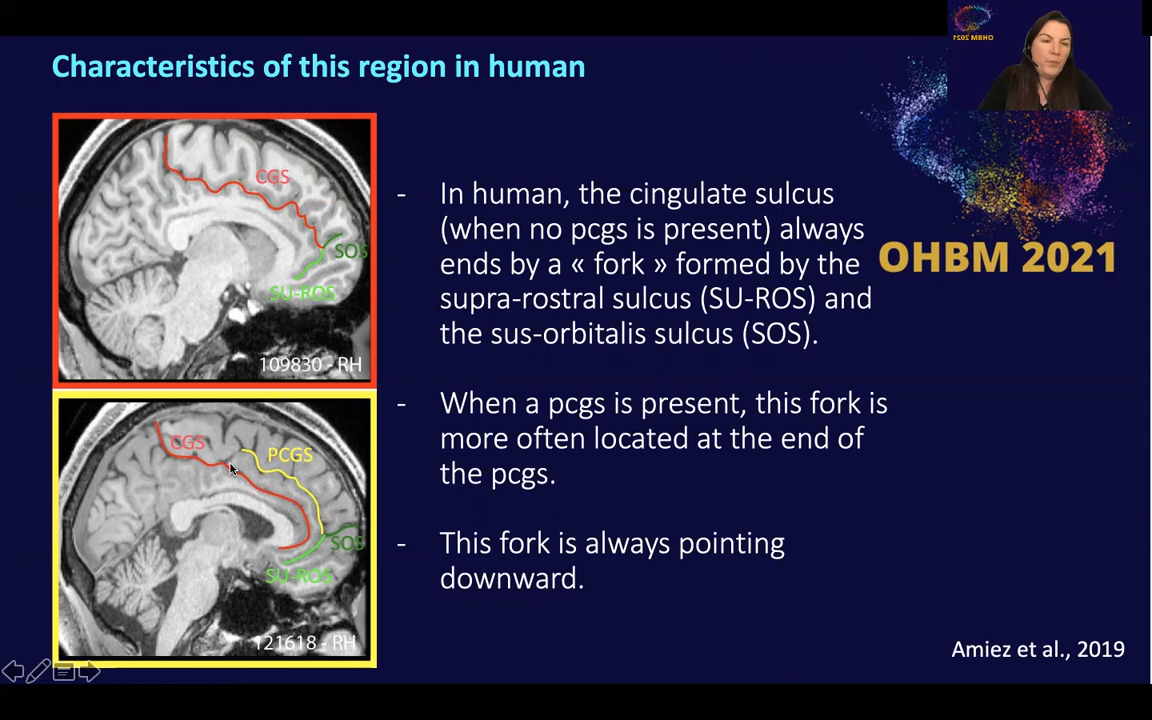 OHBM 2021
Characteristics of this region in human
CGS
SOS
SU-ROS
109830 - RH
CGS
PCGS
SOS
SU-ROS
121618 - RH
- In human, the cingulate sulcus
(when no pcgs is present) always
ends by a « fork » formed by the
supra-rostral sulcus (SU-ROS) and
the sus-orbitalis sulcus (SOS).
- When a pcgs is present, this fork is
more often located at the end of
the pcgs.
- This fork is always pointing
downward.
OHBM 2021
Amiez et al., 2019